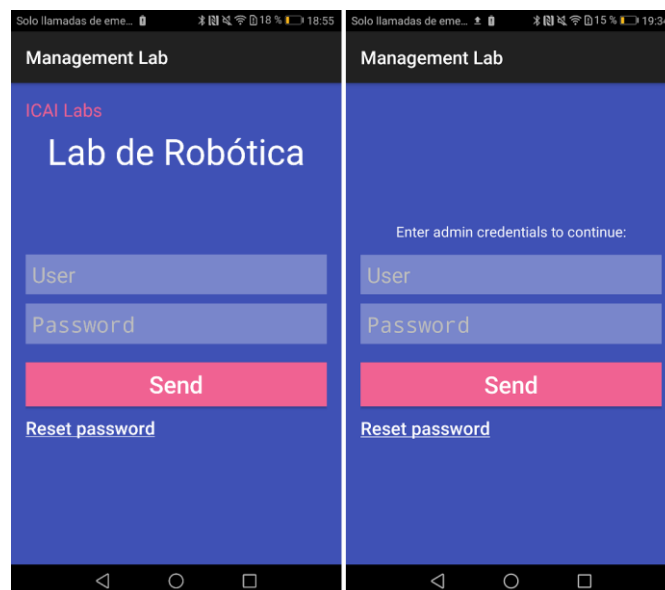 Solo llamadas de eme... 18 % 18:55
Management Lab
ICAI Labs
Lab de Robótica
User
Password
Send
Reset password
Solo llamadas de eme... 15 % 19:34
Management Lab
Enter admin credentials to continue:
User
Password
Send
Reset password